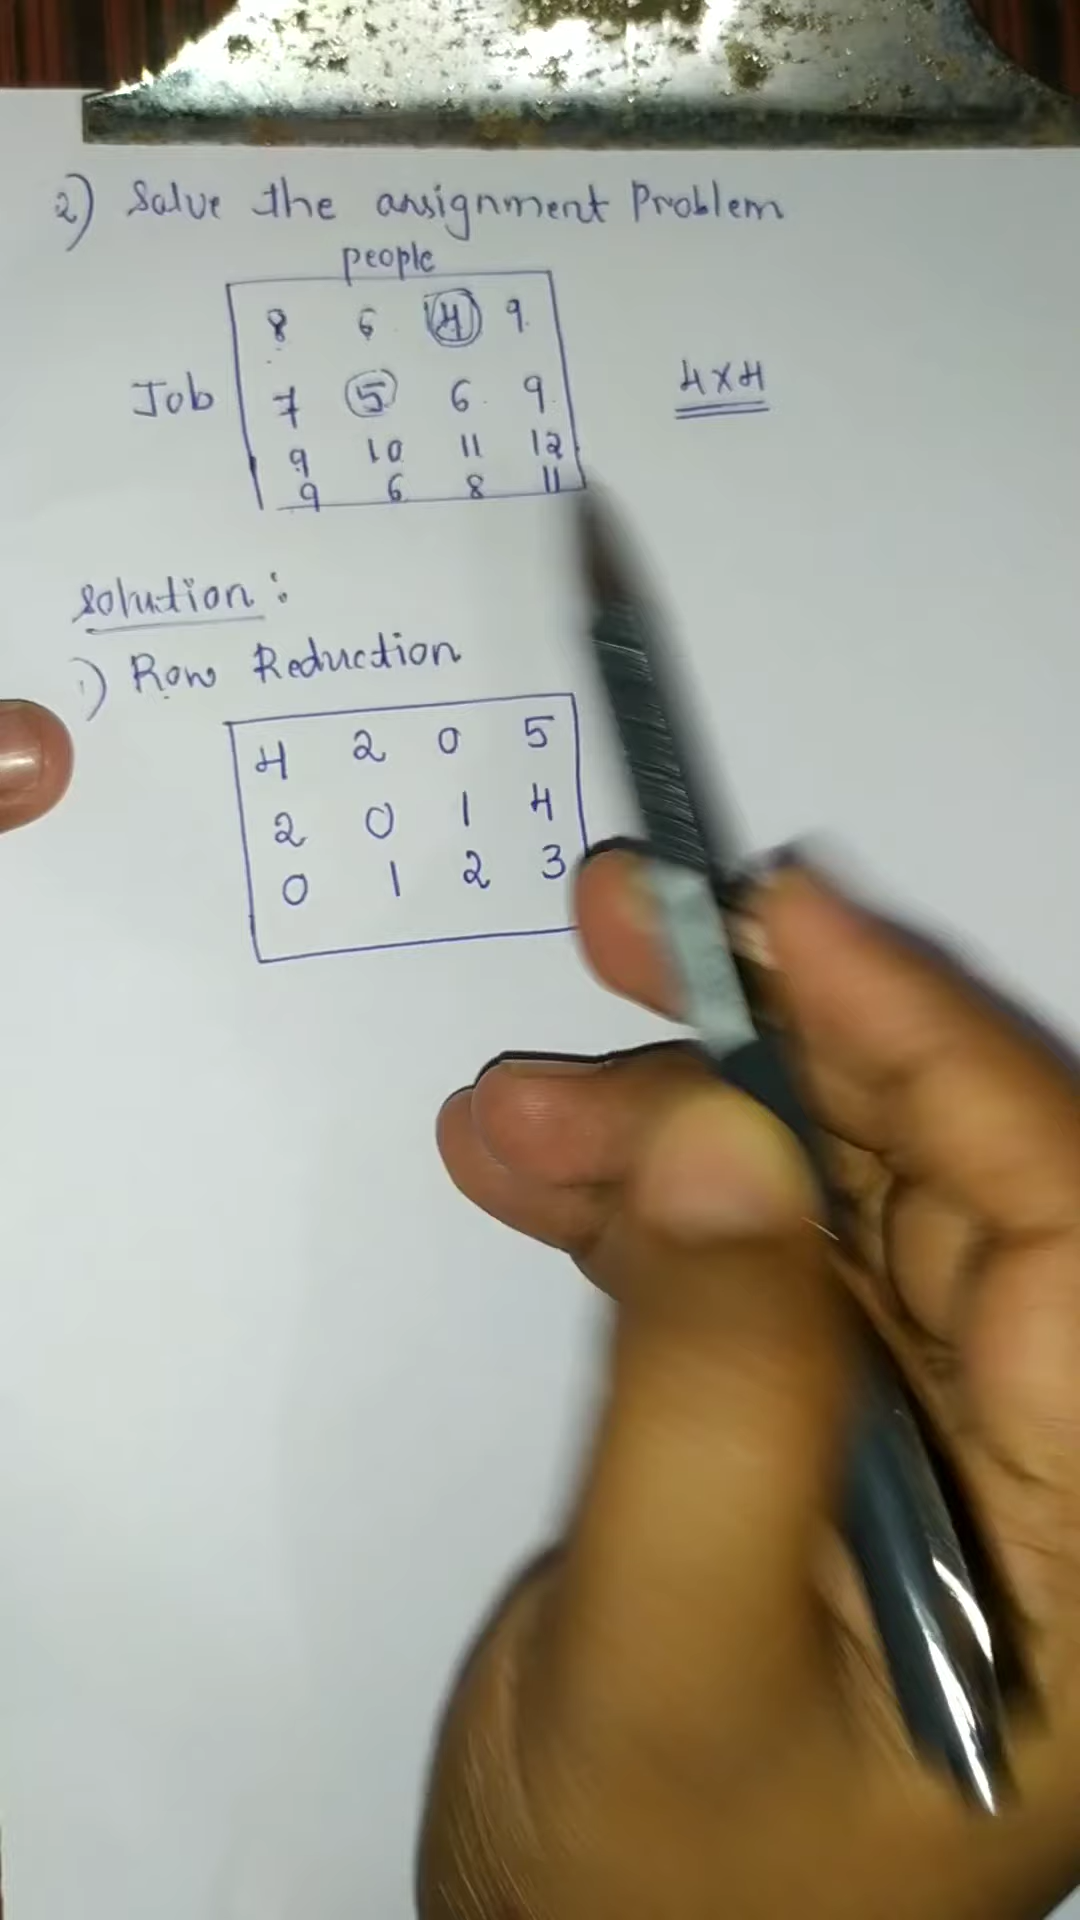 2) Solve the assignment Problem
people
8 6 4 9
Job 7 5 6 9 4×4
9 10 11 12
9 6 8 11
Solution :
1) Row Reduction
4 2 0 5
2 0 1 4
0 1 2 3